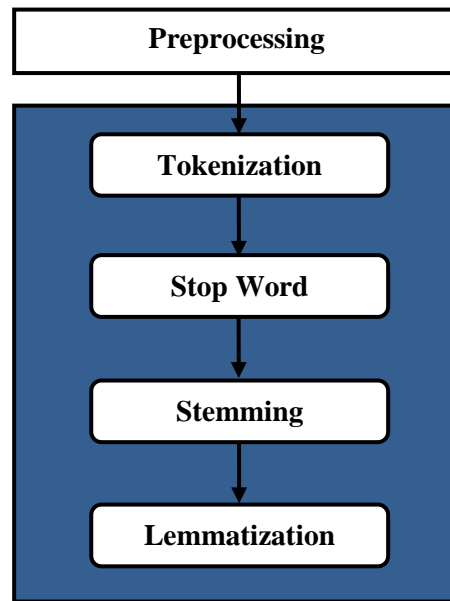 Preprocessing
Tokenization
Stop Word
Stemming
Lemmatization